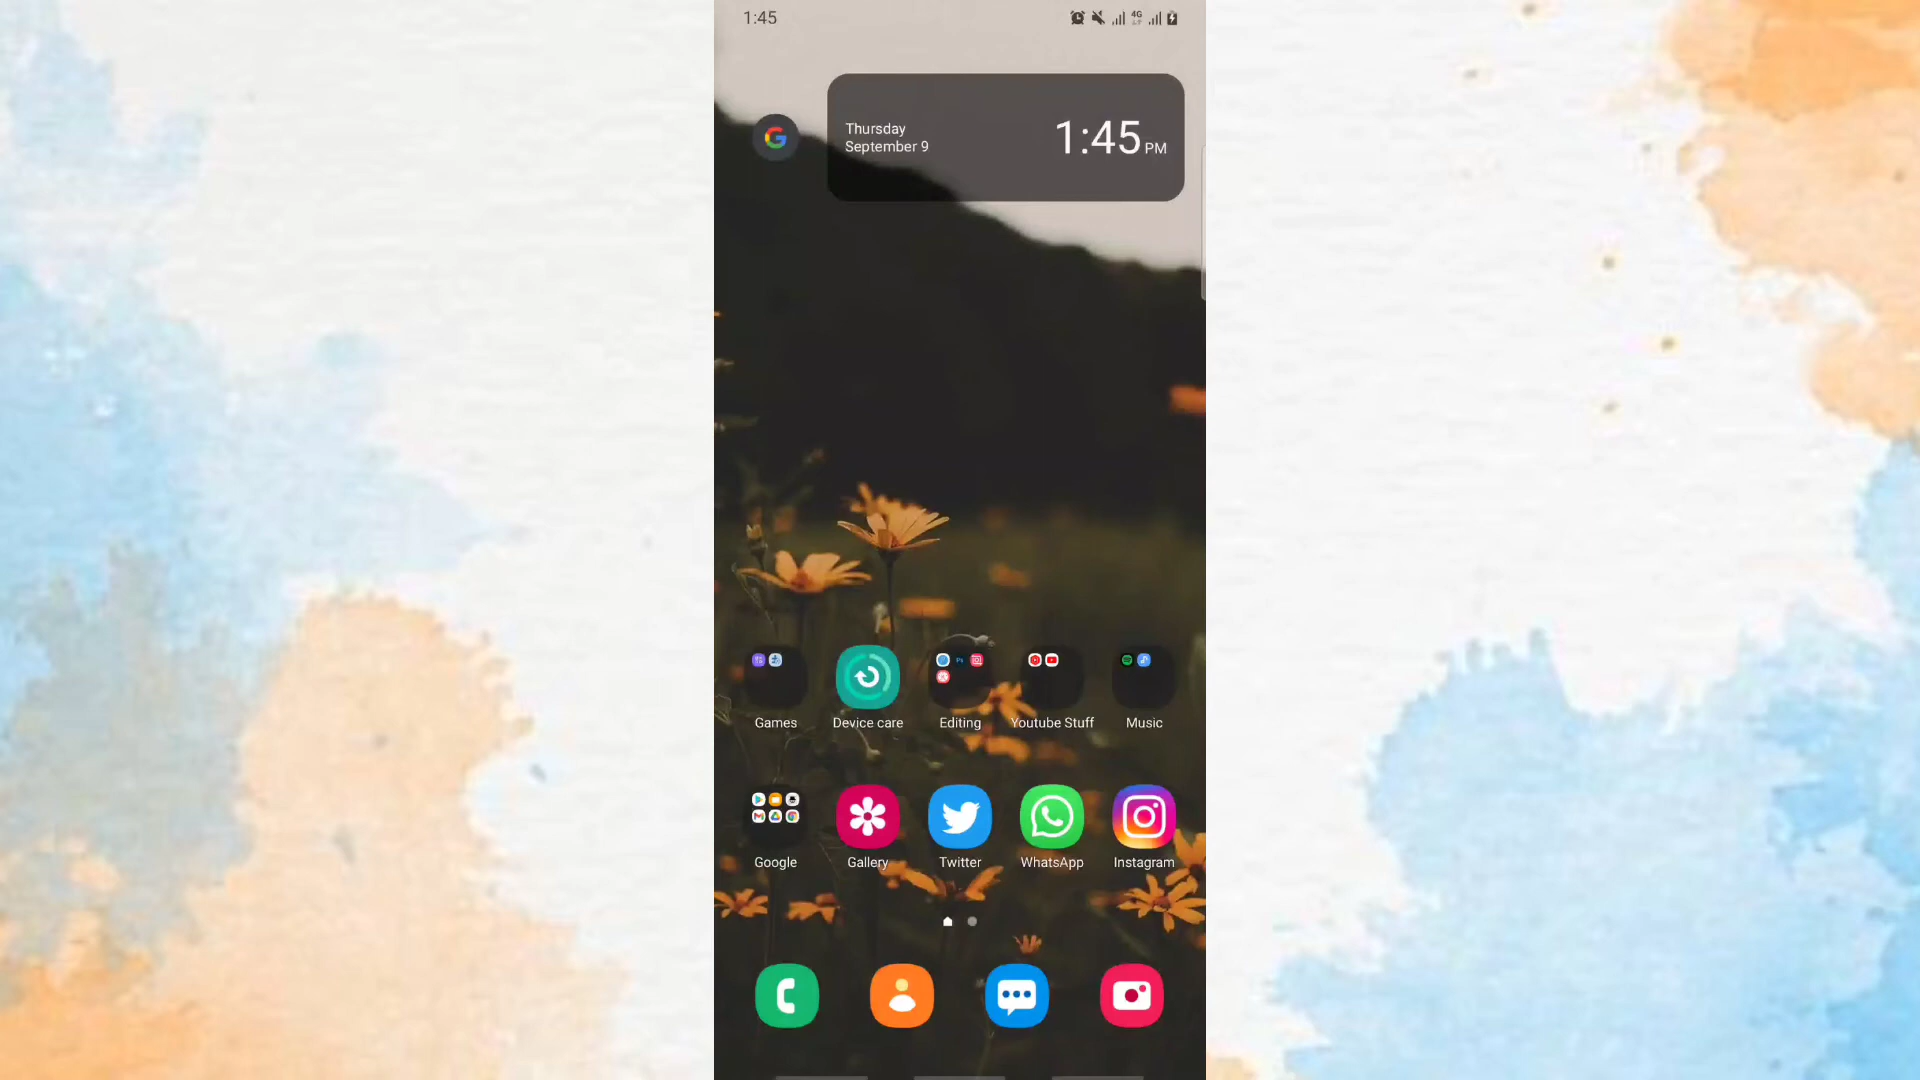 1:45
4G
Thursday
September 9
1:45 PM
Games
Device care
Editing
Youtube Stuff
Music
Google
Gallery
Twitter
WhatsApp
Instagram